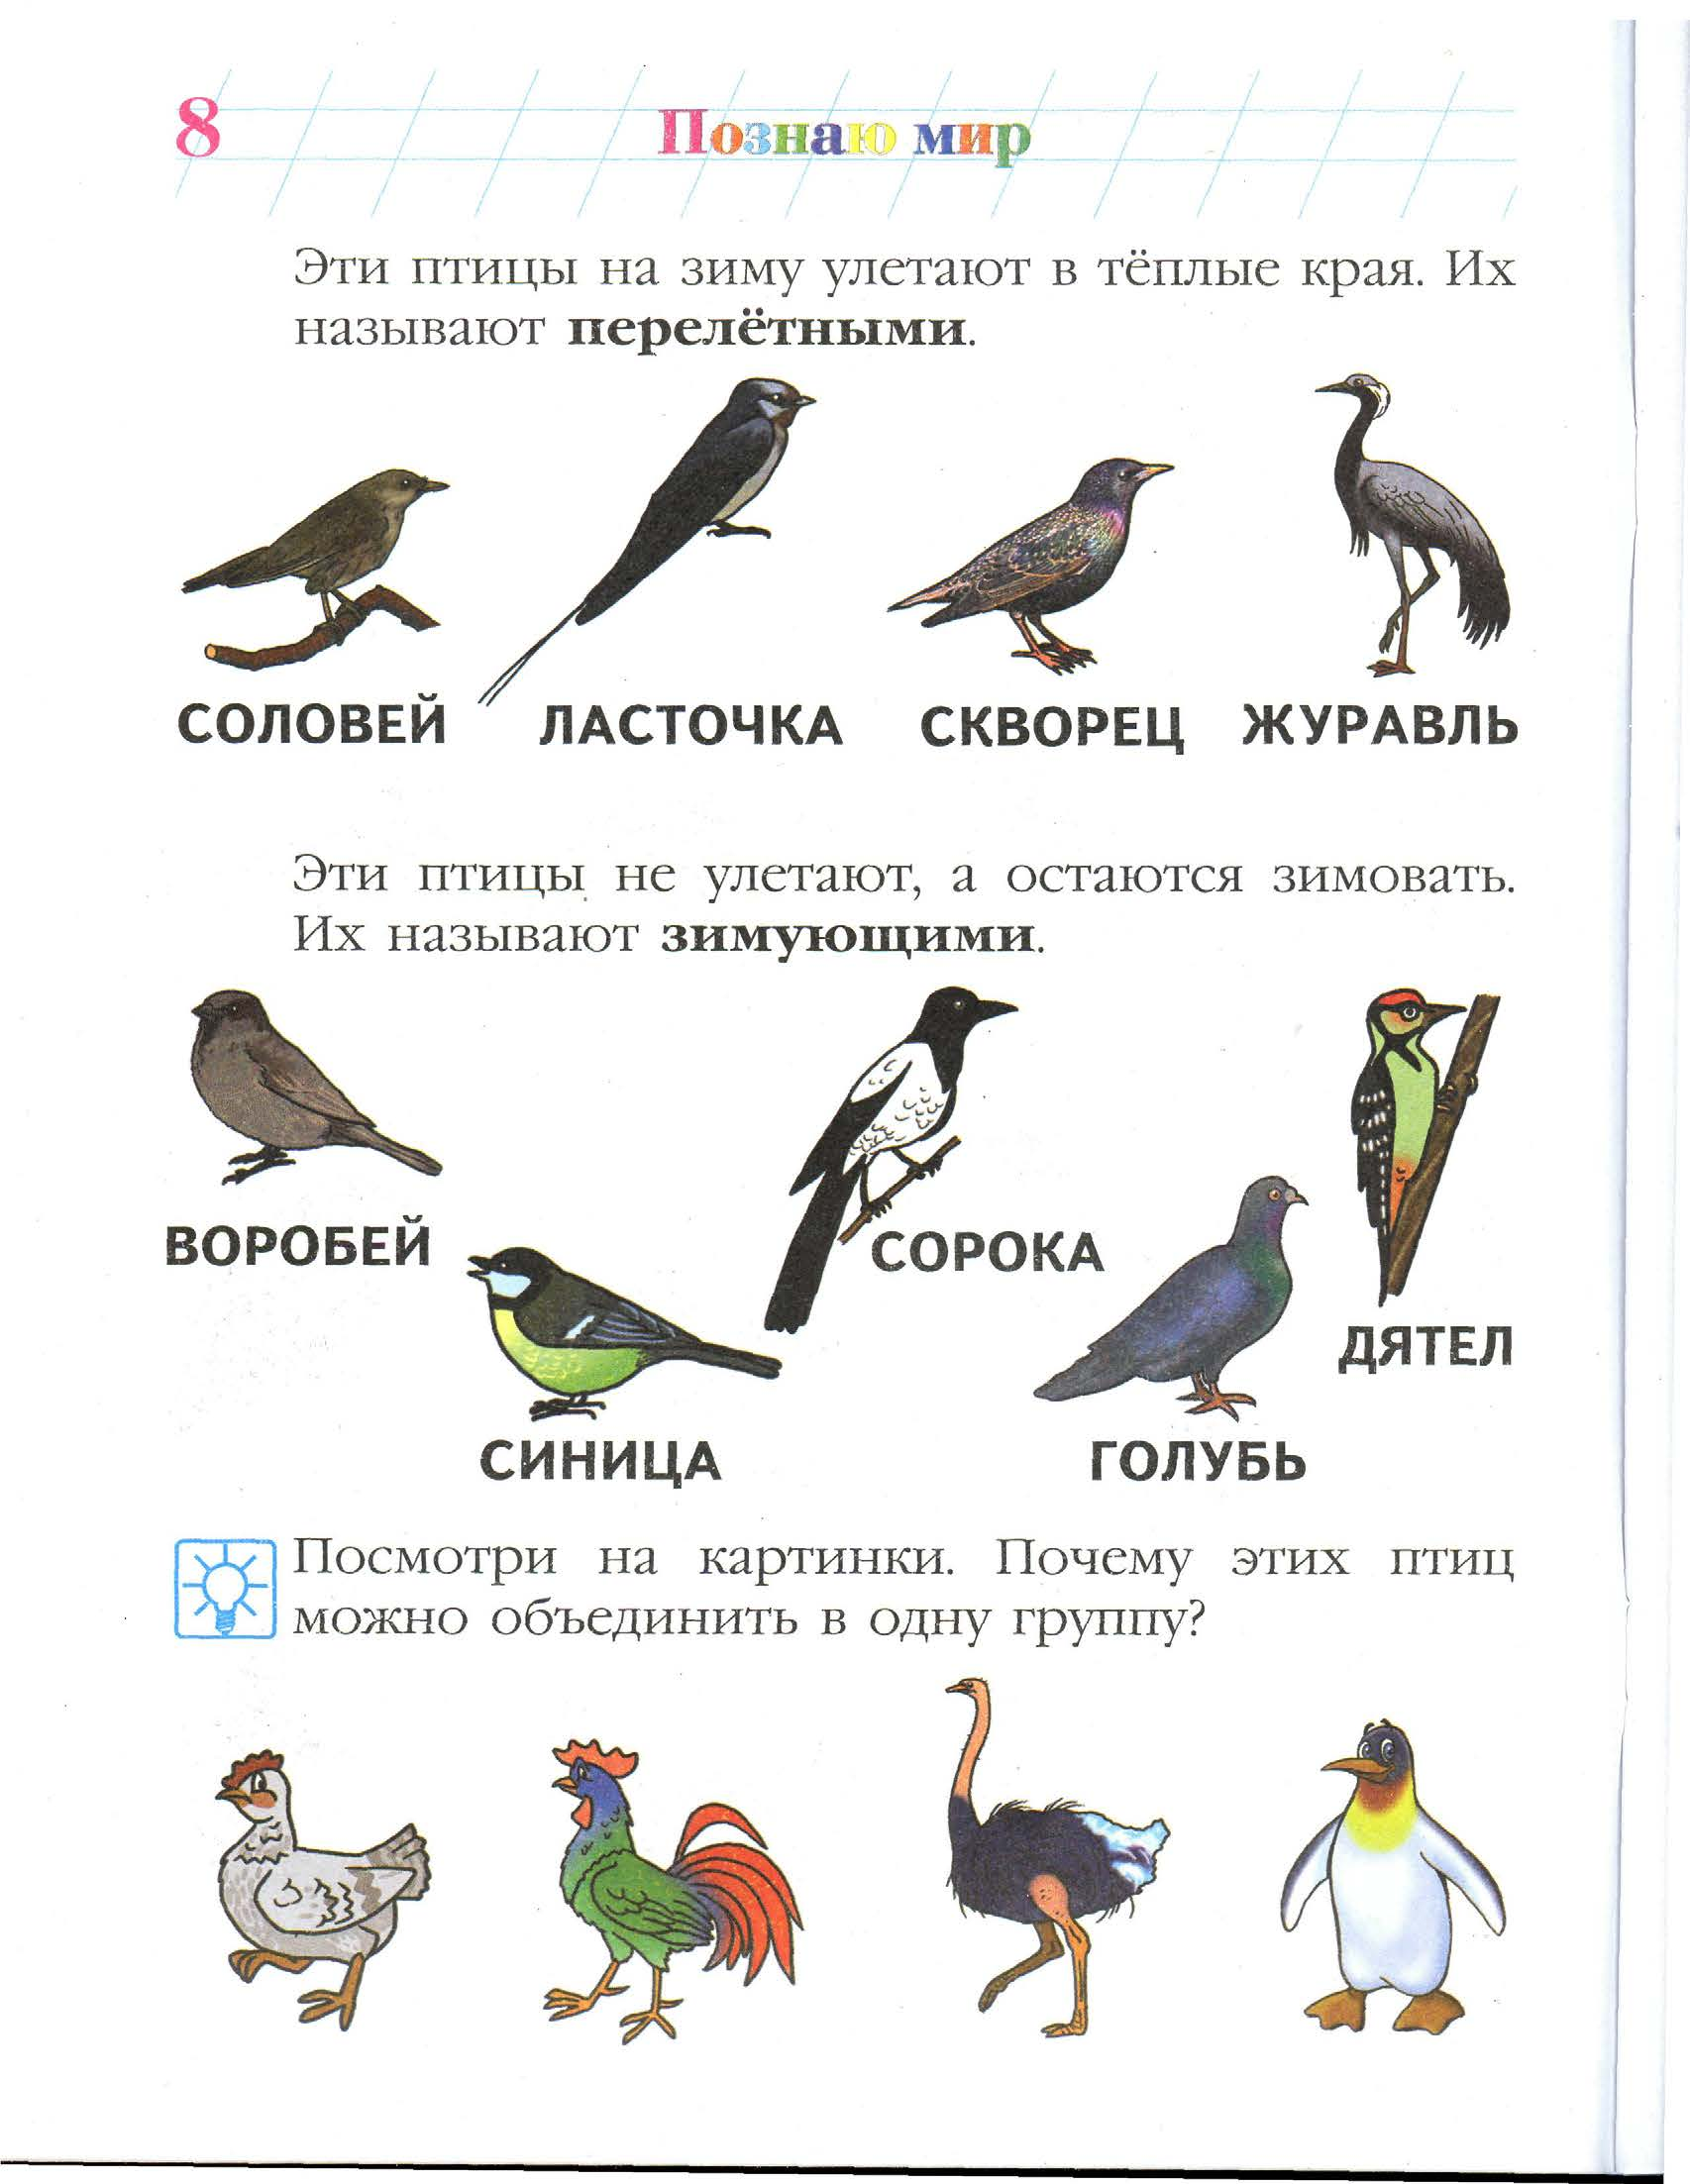 8
Познаю мир
Эти птицы на зиму улетают в тёплые края. Их
называют перелётными.
СОЛОВЕЙ ЛАСТОЧКА СКВОРЕЦ ЖУРАВЛЬ
Эти птицы не улетают, а остаются зимовать.
Их называют зимующими.
ВОРОБЕЙ
СОРОКА
ДЯТЕЛ
СИНИЦА
ГОЛУБЬ
Посмотри на картинки. Почему этих птиц
можно объединить в одну группу?